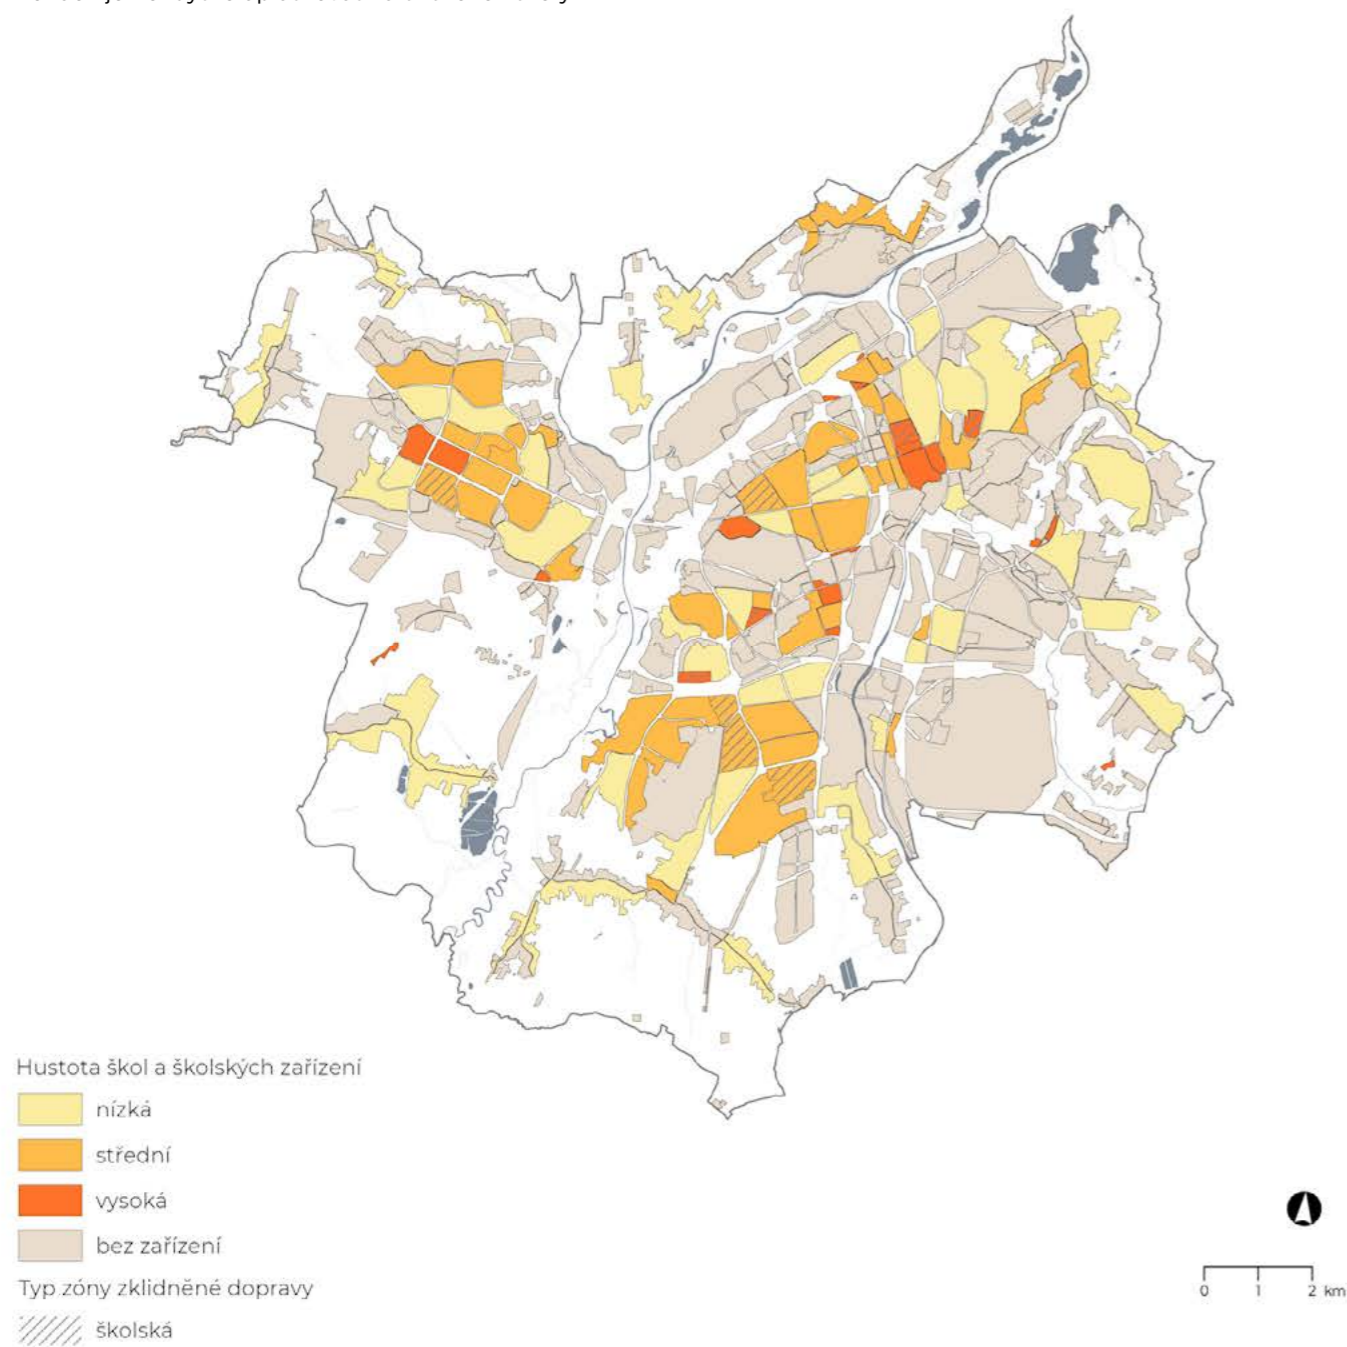 Hustota škol a školských zařízení
nízká
střední
vysoká
bez zařízení
Typ zóny zklidněné dopravy
školská
0 1 2 km